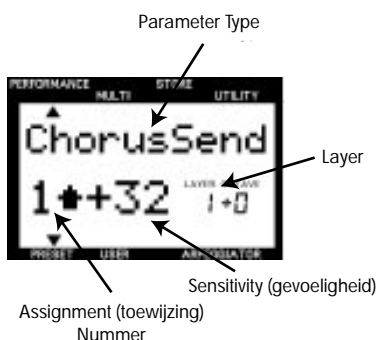 Parameter Type
PERFORMANCE STORE
MULTI UTILITY
ChorusSend
Layer
LAYER
1 +32 1 +0
PRESET USER ARPEGGIATOR
Sensitivity (gevoeligheid)
Assignment (toewijzing)
Nummer